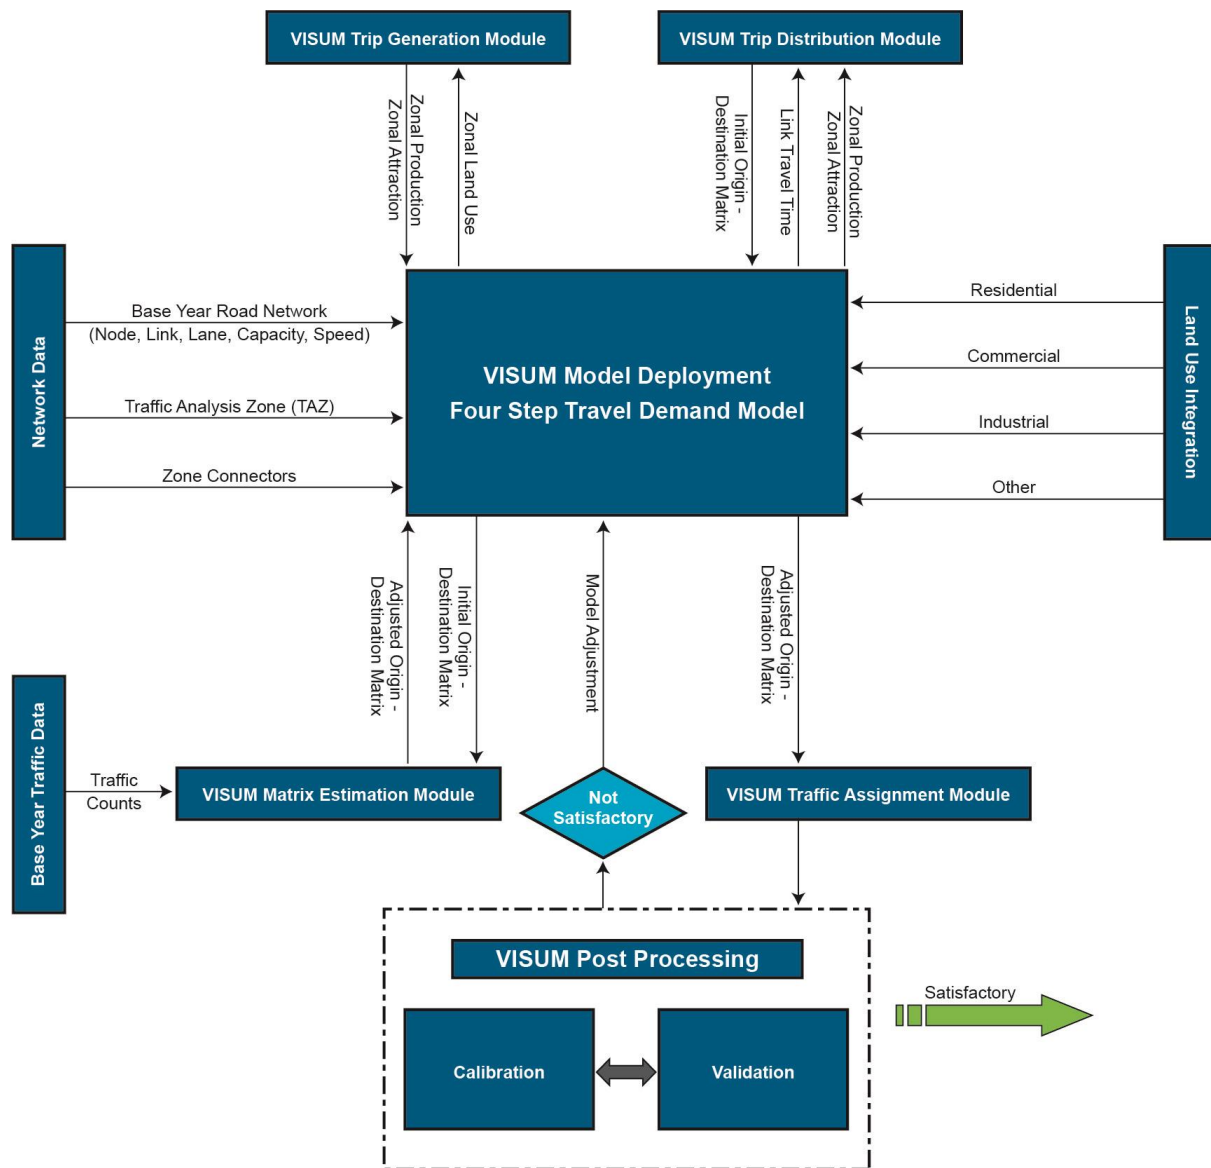 VISUM Trip Generation Module
VISUM Trip Distribution Module
Zonal Production
Zonal Attraction
Zonal Land Use
Initial Origin -
Destination Matrix
Link Travel Time
Zonal Production
Zonal Attraction
Network Data
Base Year Road Network
(Node, Link, Lane, Capacity, Speed)
Traffic Analysis Zone (TAZ)
Zone Connectors
VISUM Model Deployment
Four Step Travel Demand Model
Residential
Commercial
Industrial
Other
Land Use Integration
Adjusted Origin -
Destination Matrix
Initial Origin -
Destination Matrix
Model Adjustment
Adjusted Origin -
Destination Matrix
Base Year Traffic Data
Traffic
Counts
VISUM Matrix Estimation Module
Not
Satisfactory
VISUM Traffic Assignment Module
VISUM Post Processing
Calibration
Validation
Satisfactory